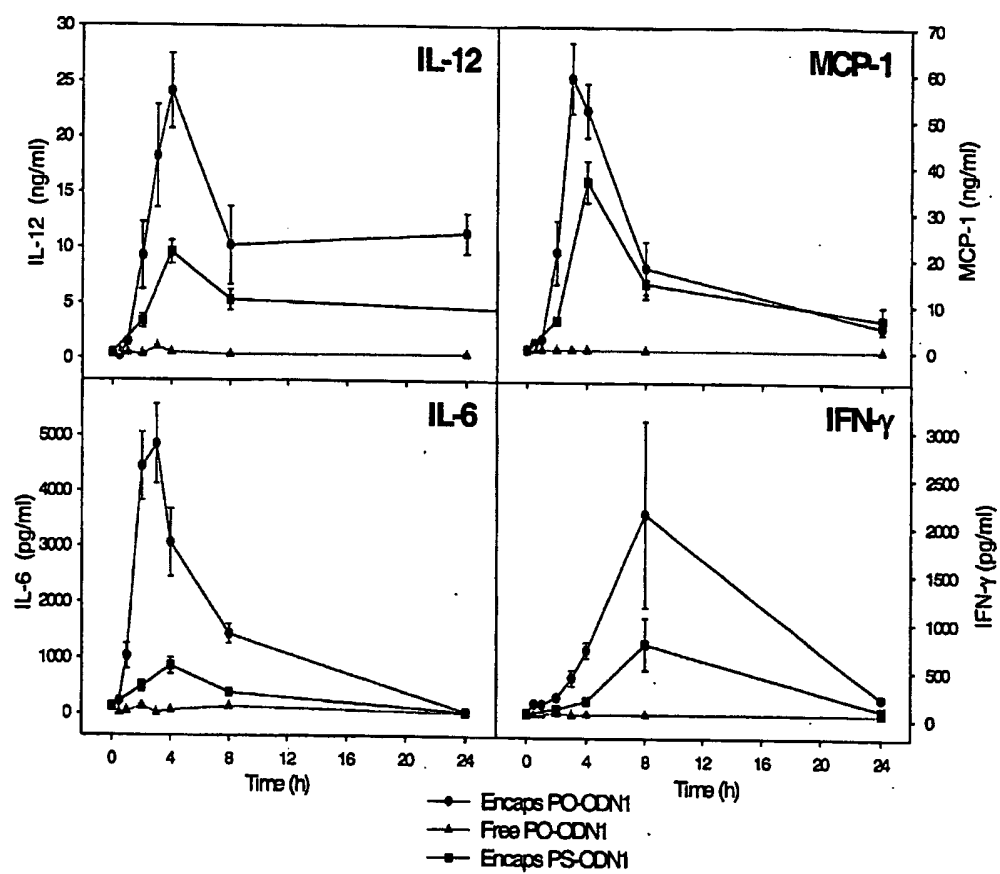 IL-12
MCP-1
IL-12 (ng/ml)
30
25
20
15
10
5
0
MCP-1 (ng/ml)
70
60
50
40
30
20
10
0
IL-6
IFN-γ
IL-6 (pg/ml)
5000
4000
3000
2000
1000
0
IFN-γ (pg/ml)
3000
2500
2000
1500
1000
500
0
0 4 8 12 16 20 24
Time (h)
0 4 8 12 16 20 24
Time (h)
Encaps PO-ODN1
Free PO-ODN1
Encaps PS-ODN1